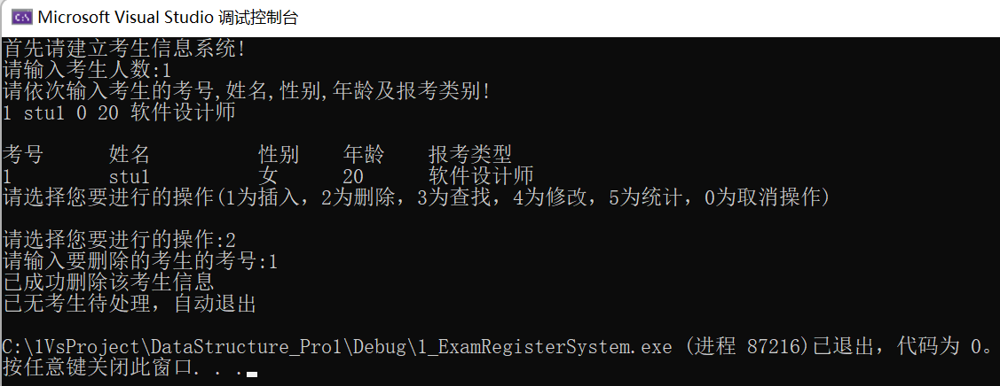 Microsoft Visual Studio 调试控制台
首先请建立考生信息系统!
请输入考生人数:1
请依次输入考生的考号,姓名,性别,年龄及报考类别!
1 stu1 0 20 软件设计师
考号 姓名 性别 年龄 报考类型
1 stu1 女 20 软件设计师
请选择您要进行的操作(1为插入，2为删除，3为查找，4为修改，5为统计，0为取消操作)
请选择您要进行的操作:2
请输入要删除的考生的考号:1
已成功删除该考生信息
已无考生待处理，自动退出
C:\1VsProject\DataStructure_Pro1\Debug\1_ExamRegisterSystem.exe (进程 87216)已退出，代码为 0。
按任意键关闭此窗口. . .